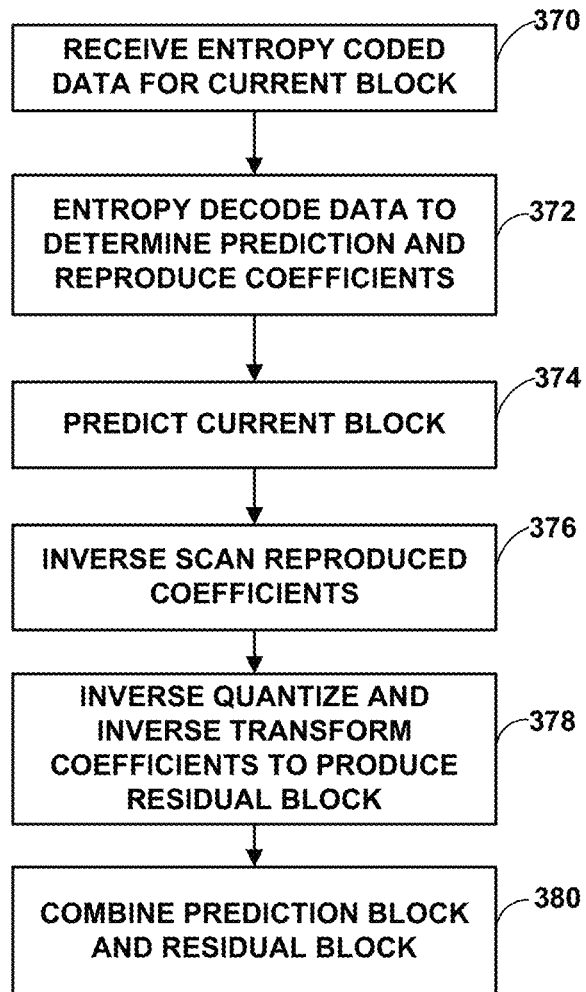 370
RECEIVE ENTROPY CODED
DATA FOR CURRENT BLOCK
372
ENTROPY DECODE DATA TO
DETERMINE PREDICTION AND
REPRODUCE COEFFICIENTS
374
PREDICT CURRENT BLOCK
376
INVERSE SCAN REPRODUCED
COEFFICIENTS
378
INVERSE QUANTIZE AND
INVERSE TRANSFORM
COEFFICIENTS TO PRODUCE
RESIDUAL BLOCK
380
COMBINE PREDICTION BLOCK
AND RESIDUAL BLOCK